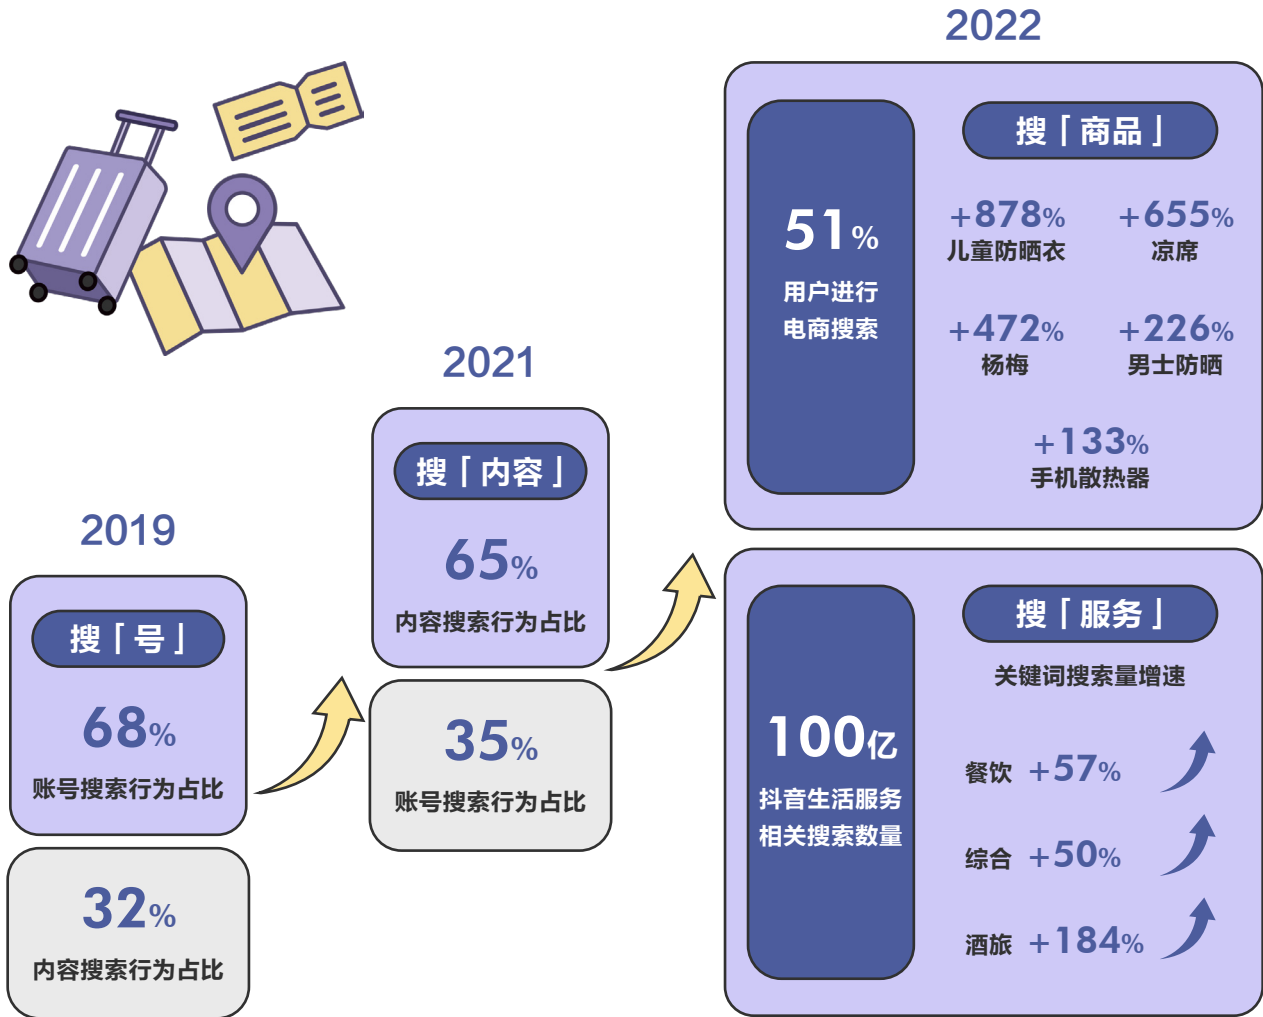 2019
搜「号」
68%
账号搜索行为占比
32%
内容搜索行为占比
2021
搜「内容」
65%
内容搜索行为占比
35%
账号搜索行为占比
2022
51%
用户进行
电商搜索
搜「商品」
+878%
儿童防晒衣
+655%
凉席
+472%
杨梅
+226%
男士防晒
+133%
手机散热器
100亿
抖音生活服务
相关搜索数量
搜「服务」
关键词搜索量增速
餐饮 +57%
综合 +50%
酒旅 +184%